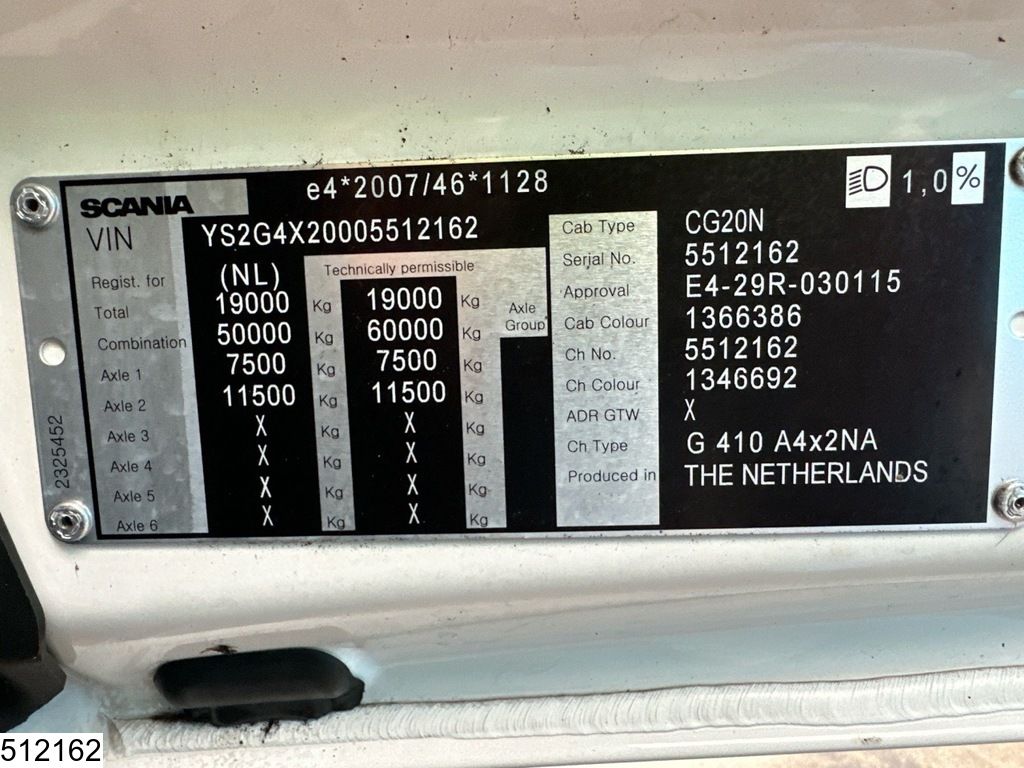 SCANIA e4*2007/46*1128 1,0%
VIN YS2G4X20005512162
Regist. for (NL) Technically permissible
Total 19000 Kg 19000 Kg Axle Group
Combination 50000 Kg 60000 Kg
Axle 1 7500 Kg 7500 Kg
Axle 2 11500 Kg 11500 Kg
Axle 3 X Kg X Kg
Axle 4 X Kg X Kg
Axle 5 X Kg X Kg
Axle 6 X Kg X Kg
Cab Type CG20N
Serial No. 5512162
Approval E4-29R-030115
Cab Colour 1366386
Ch No. 5512162
Ch Colour 1346692
ADR GTW X
Ch Type G 410 A4x2NA
Produced in THE NETHERLANDS
2325452
512162